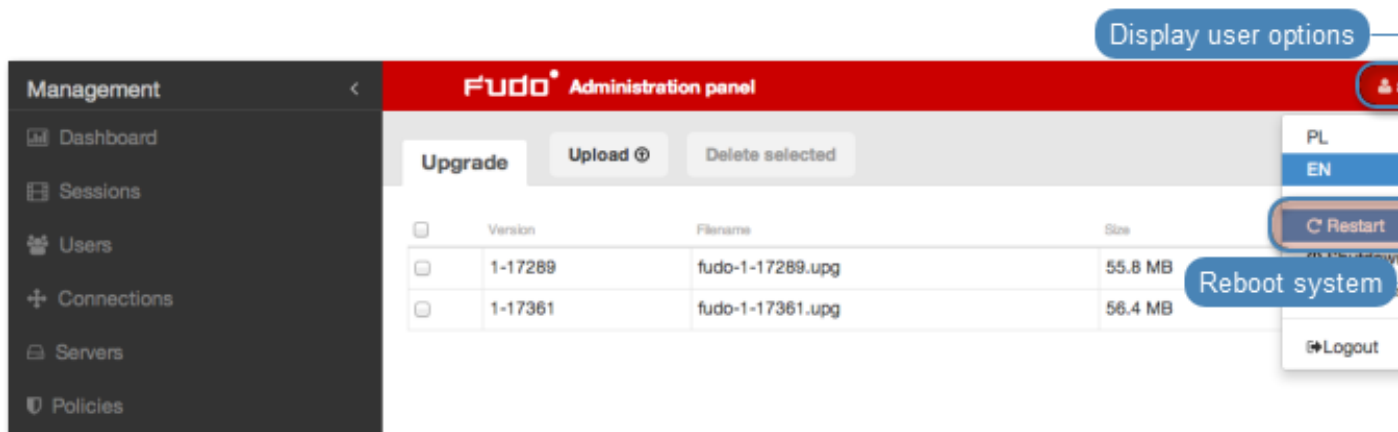 Display user options
Management
FUDO Administration panel
Dashboard
Sessions
Users
Connections
Servers
Policies
Upgrade
Upload
Delete selected
PL
EN
Restart
Reboot system
Logout
Version Filename Size
1-17289 fudo-1-17289.upg 55.8 MB
1-17361 fudo-1-17361.upg 56.4 MB